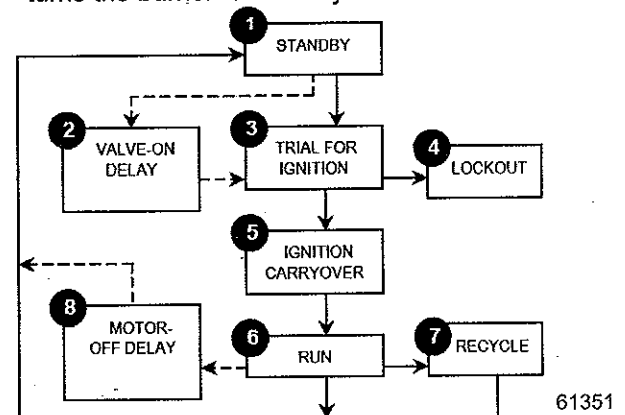 1
STANDBY
2
VALVE-ON
DELAY
3
TRIAL FOR
IGNITION
4
LOCKOUT
5
IGNITION
CARRYOVER
8
MOTOR-
OFF DELAY
6
RUN
7
RECYCLE
61351